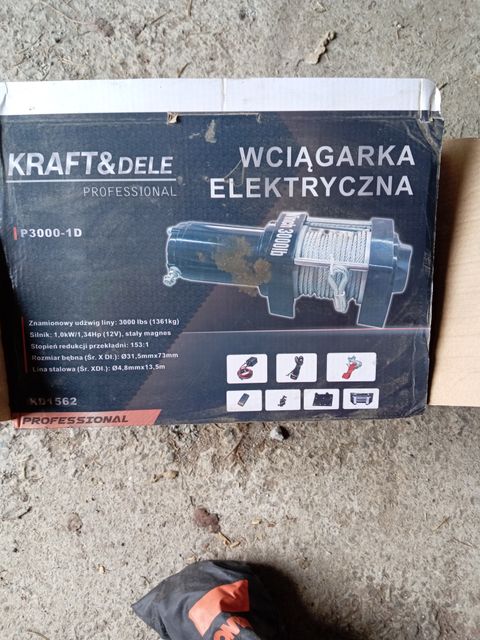 KRAFT&DELE
PROFESSIONAL
WCIĄGARKA
ELEKTRYCZNA
P3000-1D
3000lb
Znamionowy udźwig liny: 3000 lbs (1361kg)
Silnik: 1,0kW/1,34Hp (12V), stały magnes
Stopień redukcji przekładni: 153:1
Rozmiar bębna (Śr. X Dł.): Ø31,5mmx73mm
Lina stalowa (Śr. XDł.): Ø4,8mmx13,5m
KD1562
PROFESSIONAL